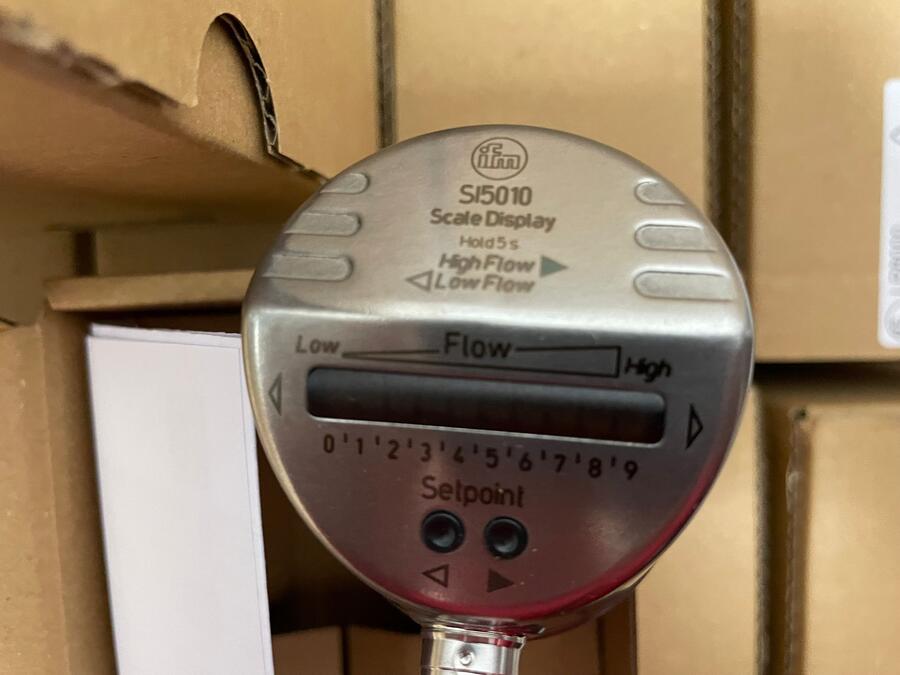 ifm
SI5010
Scale Display
Hold 5 s
High Flow ▶
◁ Low Flow
Low Flow High
0 ' 1 ' 2 ' 3 ' 4 ' 5 ' 6 ' 7 ' 8 ' 9
Setpoint